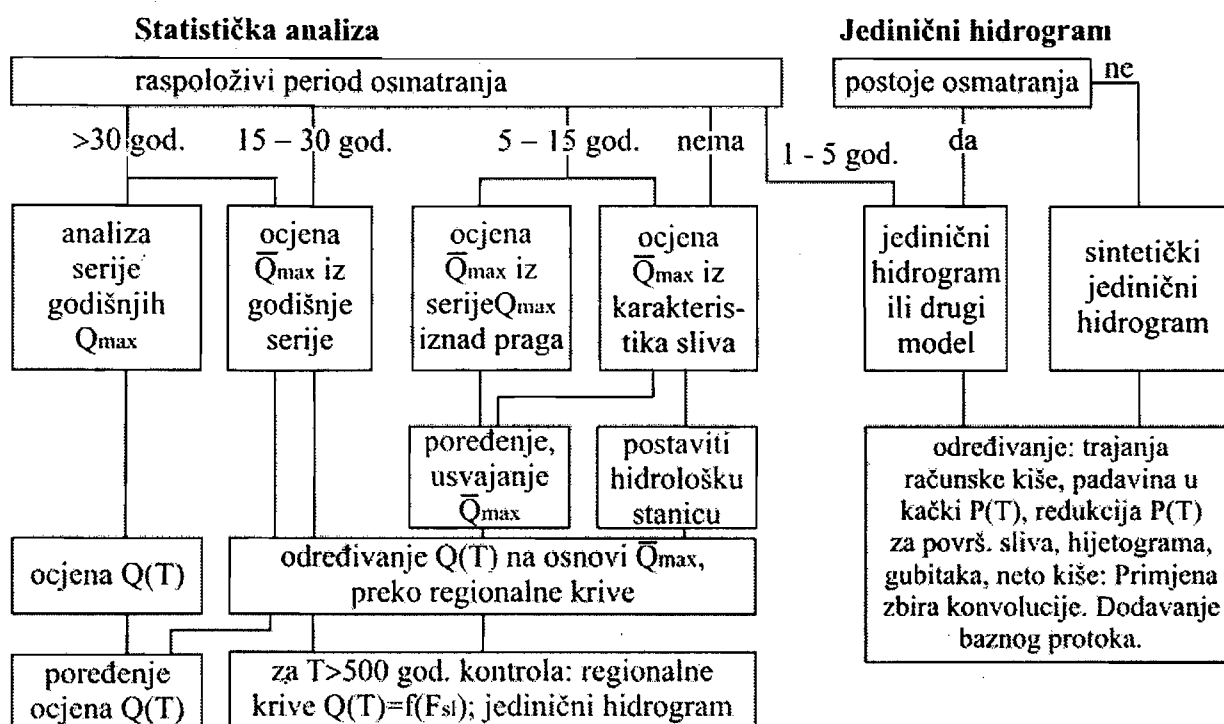 Statistička analiza
Jedinični hidrogram
raspoloživi period osmatranja
postoje osmatranja
ne
>30 god.
15 – 30 god.
5 – 15 god.
nema
1 - 5 god.
da
analiza
serije
godišnjih
Qmax
ocjena
Q̅max iz
godišnje
serije
ocjena
Q̅max iz
serijeQmax
iznad praga
ocjena
Q̅max iz
karakteris-
tika sliva
jedinični
hidrogram
ili drugi
model
sintetički
jedinični
hidrogram
poređenje,
usvajanje
Q̅max
postaviti
hidrološku
stanicu
određivanje: trajanja
računske kiše, padavina u
kački P(T), redukcija P(T)
za površ. sliva, hijetograma,
gubitaka, neto kiše: Primjena
zbira konvolucije. Dodavanje
baznog protoka.
ocjena Q(T)
određivanje Q(T) na osnovi Q̅max,
preko regionalne krive
poređenje
ocjena Q(T)
za T>500 god. kontrola: regionalne
krive Q(T)=f(Fsl); jedinični hidrogram